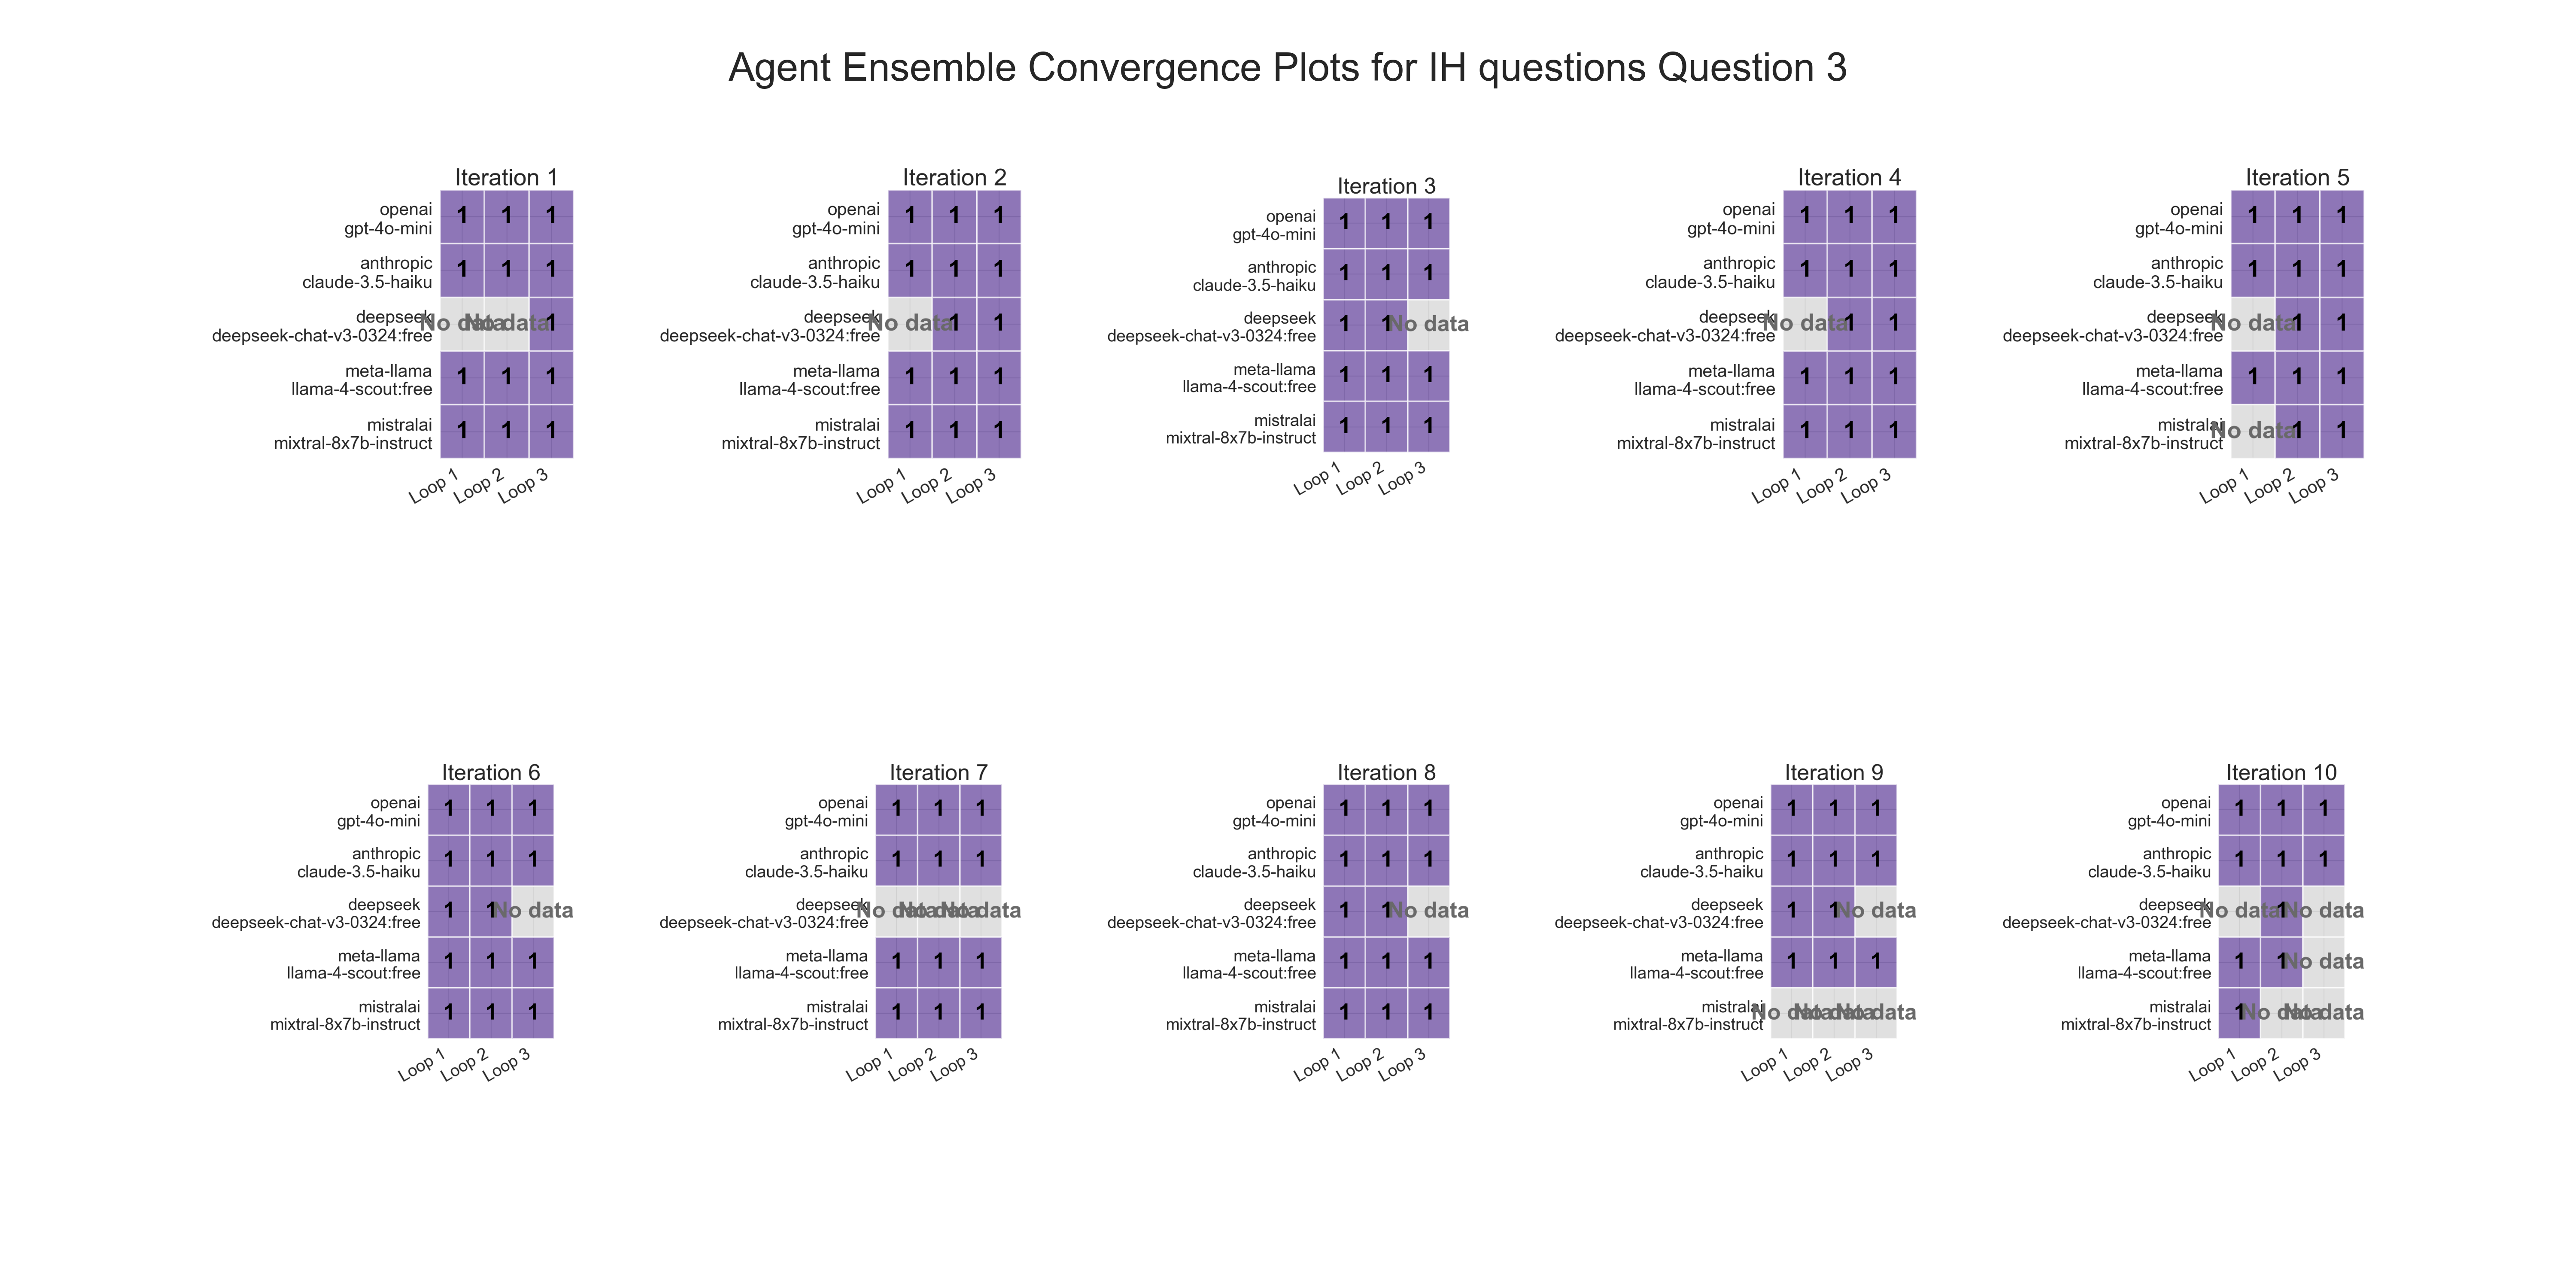 Agent Ensemble Convergence Plots for IH questions Question 3
Iteration 1
openai
gpt-4o-mini
1 1 1
anthropic
claude-3.5-haiku
1 1 1
deepseek
deepseek-chat-v3-0324:free
No data No data 1
meta-llama
llama-4-scout:free
1 1 1
mistralai
mixtral-8x7b-instruct
1 1 1
Loop 1 Loop 2 Loop 3
Iteration 2
openai
gpt-4o-mini
1 1 1
anthropic
claude-3.5-haiku
1 1 1
deepseek
deepseek-chat-v3-0324:free
No data 1 1
meta-llama
llama-4-scout:free
1 1 1
mistralai
mixtral-8x7b-instruct
1 1 1
Loop 1 Loop 2 Loop 3
Iteration 3
openai
gpt-4o-mini
1 1 1
anthropic
claude-3.5-haiku
1 1 1
deepseek
deepseek-chat-v3-0324:free
1 1 No data
meta-llama
llama-4-scout:free
1 1 1
mistralai
mixtral-8x7b-instruct
1 1 1
Loop 1 Loop 2 Loop 3
Iteration 4
openai
gpt-4o-mini
1 1 1
anthropic
claude-3.5-haiku
1 1 1
deepseek
deepseek-chat-v3-0324:free
No data 1 1
meta-llama
llama-4-scout:free
1 1 1
mistralai
mixtral-8x7b-instruct
1 1 1
Loop 1 Loop 2 Loop 3
Iteration 5
openai
gpt-4o-mini
1 1 1
anthropic
claude-3.5-haiku
1 1 1
deepseek
deepseek-chat-v3-0324:free
No data 1 1
meta-llama
llama-4-scout:free
1 1 1
mistralai
mixtral-8x7b-instruct
No data 1 1
Loop 1 Loop 2 Loop 3
Iteration 6
openai
gpt-4o-mini
1 1 1
anthropic
claude-3.5-haiku
1 1 1
deepseek
deepseek-chat-v3-0324:free
1 1 No data
meta-llama
llama-4-scout:free
1 1 1
mistralai
mixtral-8x7b-instruct
1 1 1
Loop 1 Loop 2 Loop 3
Iteration 7
openai
gpt-4o-mini
1 1 1
anthropic
claude-3.5-haiku
1 1 1
deepseek
deepseek-chat-v3-0324:free
No data No data No data
meta-llama
llama-4-scout:free
1 1 1
mistralai
mixtral-8x7b-instruct
1 1 1
Loop 1 Loop 2 Loop 3
Iteration 8
openai
gpt-4o-mini
1 1 1
anthropic
claude-3.5-haiku
1 1 1
deepseek
deepseek-chat-v3-0324:free
1 1 No data
meta-llama
llama-4-scout:free
1 1 1
mistralai
mixtral-8x7b-instruct
1 1 1
Loop 1 Loop 2 Loop 3
Iteration 9
openai
gpt-4o-mini
1 1 1
anthropic
claude-3.5-haiku
1 1 1
deepseek
deepseek-chat-v3-0324:free
1 1 No data
meta-llama
llama-4-scout:free
1 1 1
mistralai
mixtral-8x7b-instruct
No data No data No data
Loop 1 Loop 2 Loop 3
Iteration 10
openai
gpt-4o-mini
1 1 1
anthropic
claude-3.5-haiku
1 1 1
deepseek
deepseek-chat-v3-0324:free
No data 1 No data
meta-llama
llama-4-scout:free
1 1 No data
mistralai
mixtral-8x7b-instruct
1 No data No data
Loop 1 Loop 2 Loop 3